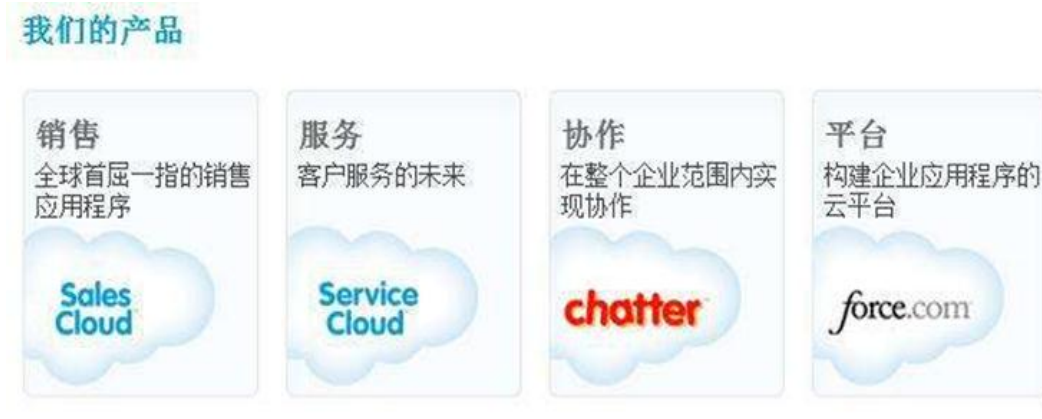 我们的产品
销售
全球首屈一指的销售
应用程序
Sales
Cloud
服务
客户服务的未来
Service
Cloud
协作
在整个企业范围内实
现协作
chatter
平台
构建企业应用程序的
云平台
force.com